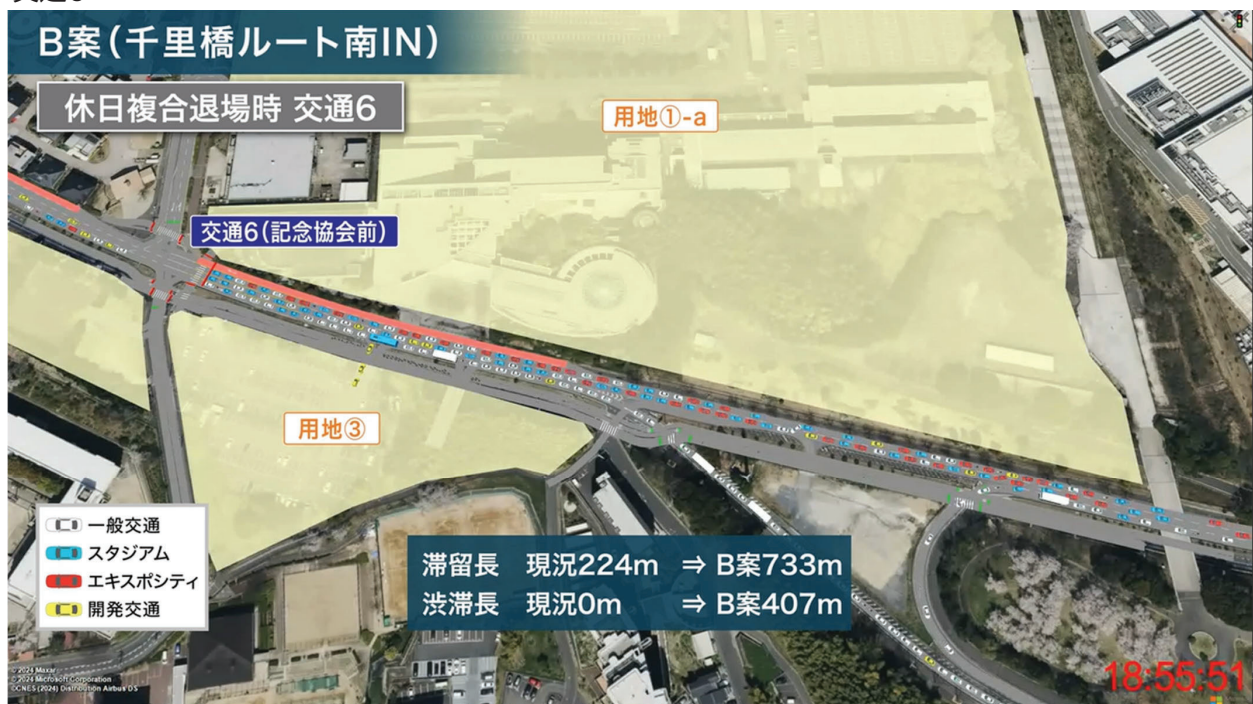 B案(千里橋ルート南IN)
休日複合退場時 交通6
用地①-a
交通6(記念協会前)
用地③
一般交通
スタジアム
エキスポシティ
開発交通
滞留長 現況224m ⇒ B案733m
渋滞長 現況0m ⇒ B案407m
© 2024 Maxar
© 2024 Microsoft Corporation
©CNES (2024) Distribution Airbus DS
18:55:51